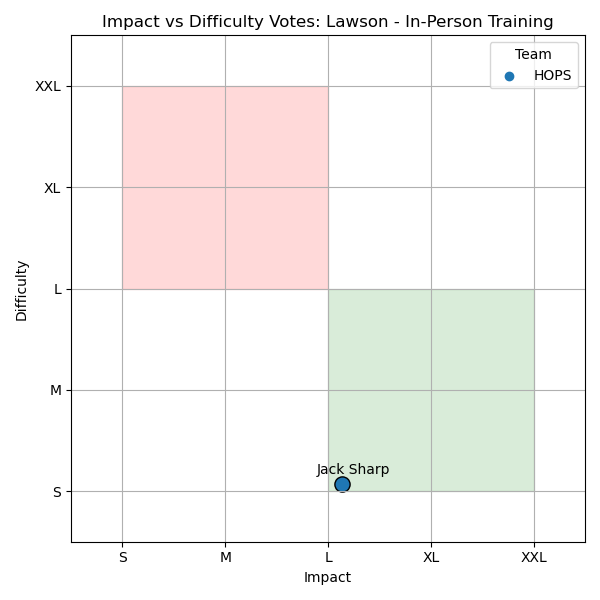 Impact vs Difficulty Votes: Lawson - In-Person Training
Team
HOPS
XXL
XL
L
M
S
Difficulty
Jack Sharp
S
M
L
XL
XXL
Impact